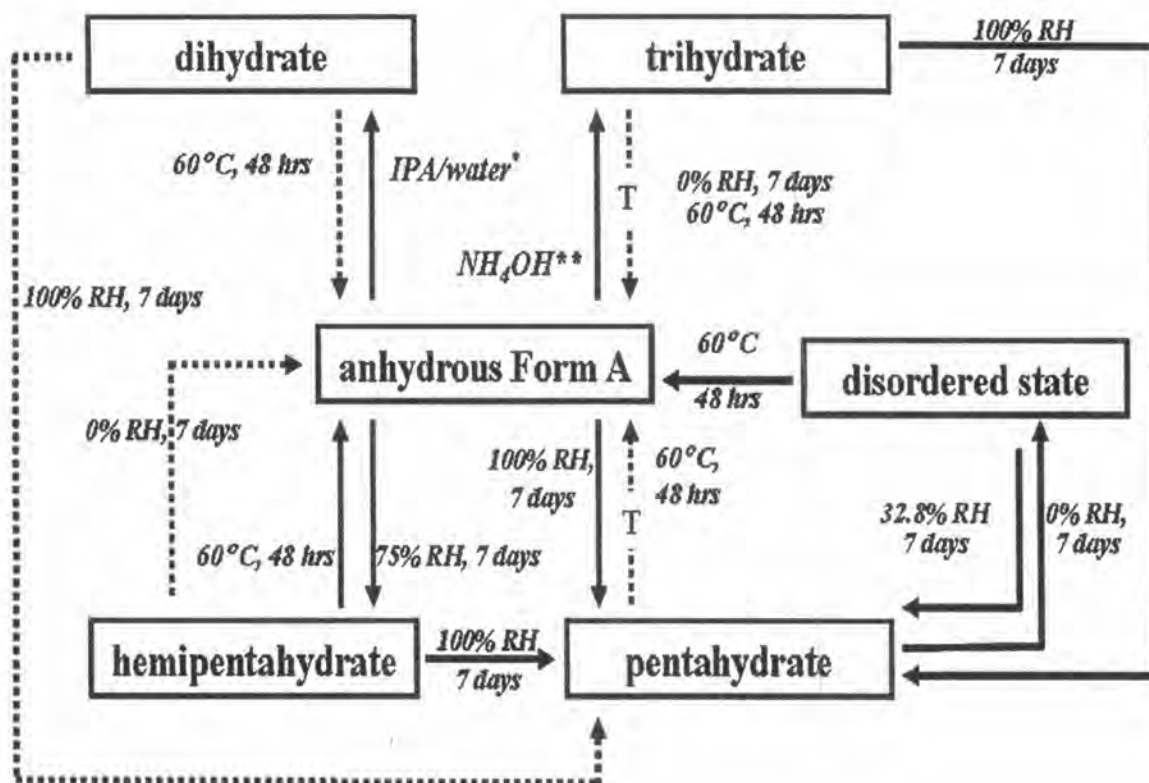 dihydrate
trihydrate
100% RH
7 days
60°C, 48 hrs
IPA/water*
T
0% RH, 7 days
60°C, 48 hrs
NH₄OH**
100% RH, 7 days
anhydrous Form A
60°C
48 hrs
disordered state
0% RH, 7 days
100% RH,
7 days
60°C,
48 hrs
T
32.8% RH
7 days
0% RH,
7 days
60°C, 48 hrs
75% RH, 7 days
hemipentahydrate
100% RH
7 days
pentahydrate